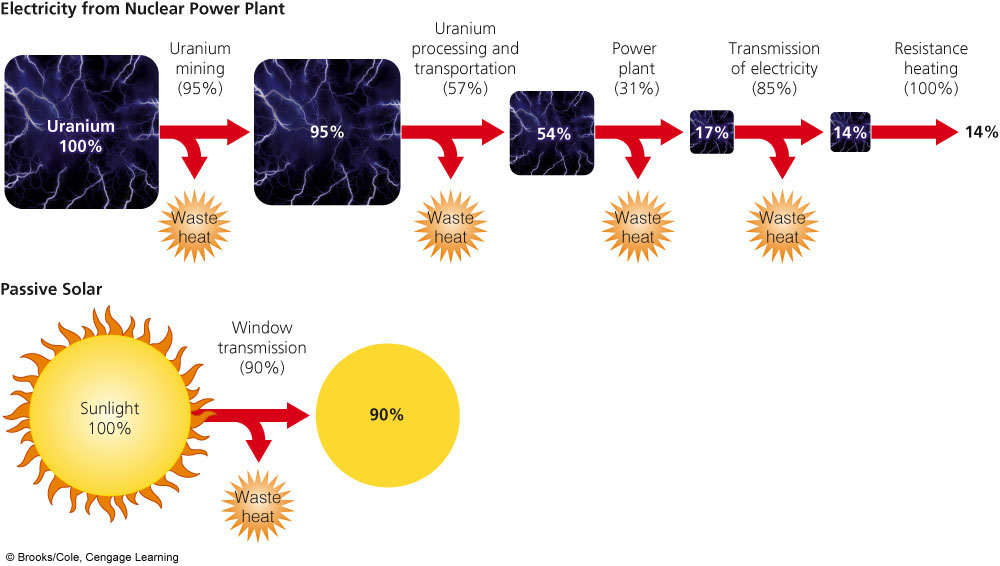 Electricity from Nuclear Power Plant
Uranium
mining
(95%)
Uranium
processing and
transportation
(57%)
Power
plant
(31%)
Transmission
of electricity
(85%)
Resistance
heating
(100%)
Uranium
100%
95%
54%
17%
14%
14%
Waste
heat
Waste
heat
Waste
heat
Waste
heat
Passive Solar
Window
transmission
(90%)
Sunlight
100%
90%
Waste
heat
© Brooks/Cole, Cengage Learning